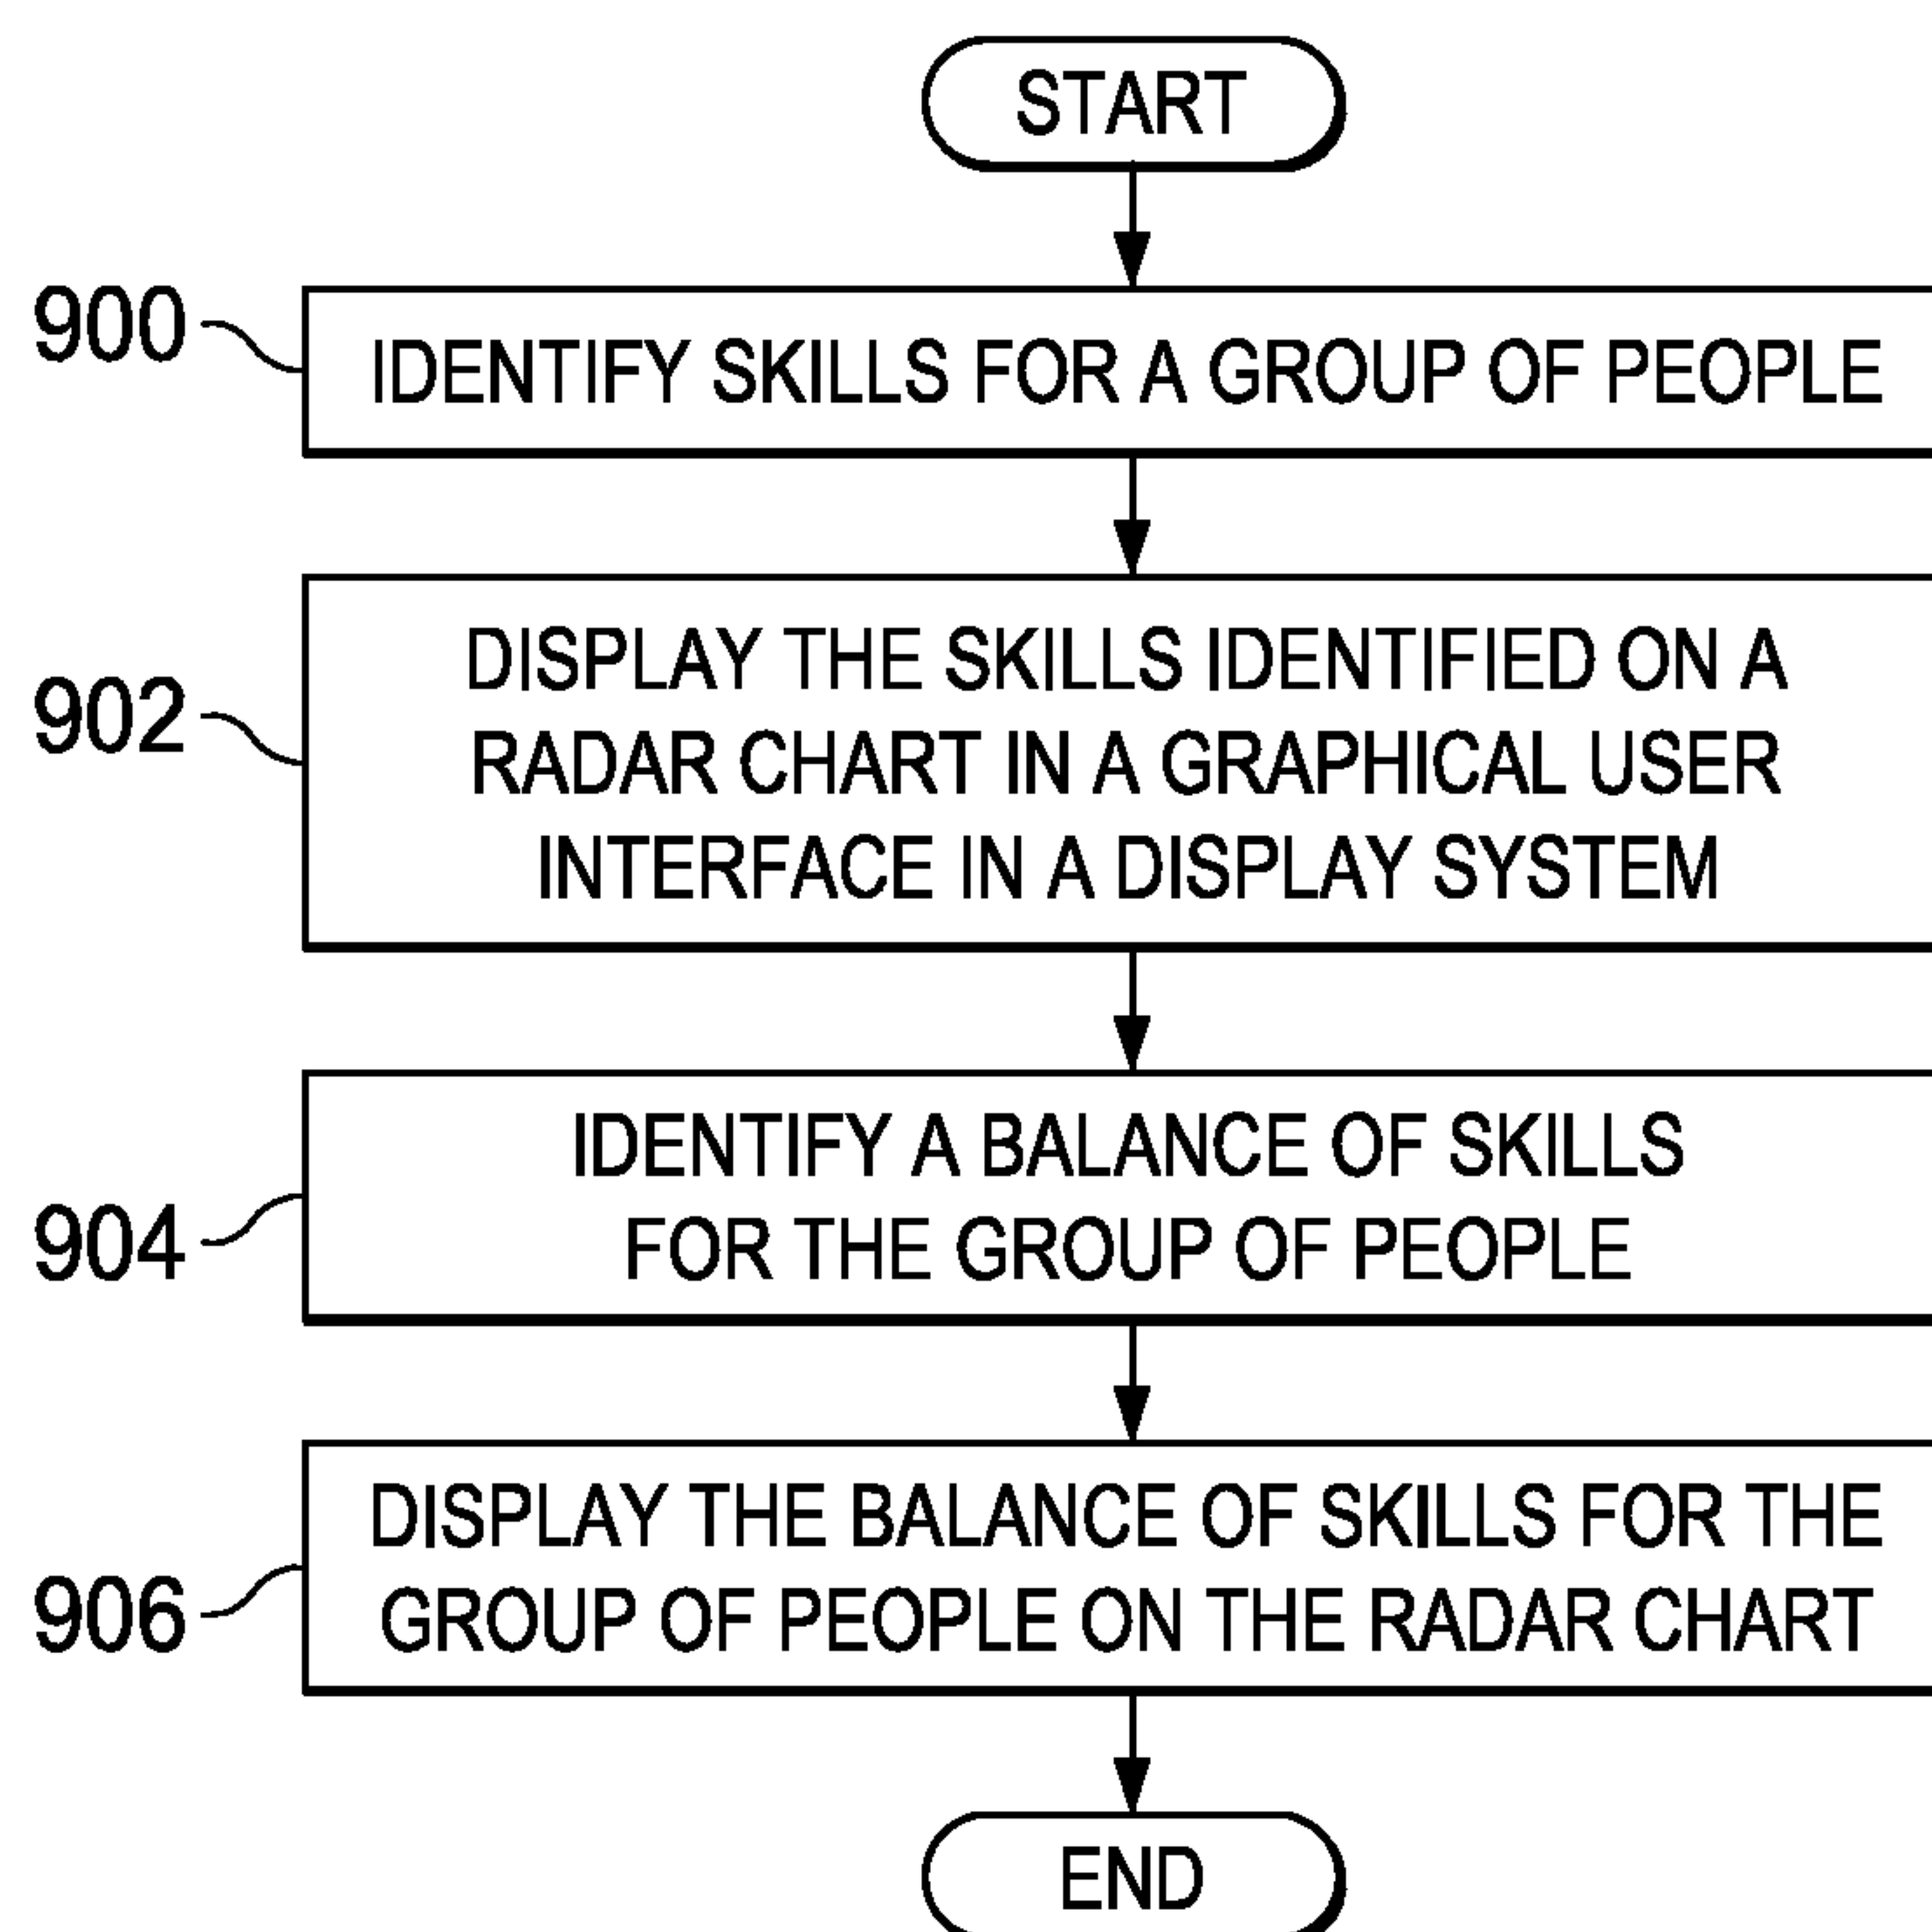 START
900
IDENTIFY SKILLS FOR A GROUP OF PEOPLE
902
DISPLAY THE SKILLS IDENTIFIED ON A
RADAR CHART IN A GRAPHICAL USER
INTERFACE IN A DISPLAY SYSTEM
904
IDENTIFY A BALANCE OF SKILLS
FOR THE GROUP OF PEOPLE
906
DISPLAY THE BALANCE OF SKILLS FOR THE
GROUP OF PEOPLE ON THE RADAR CHART
END